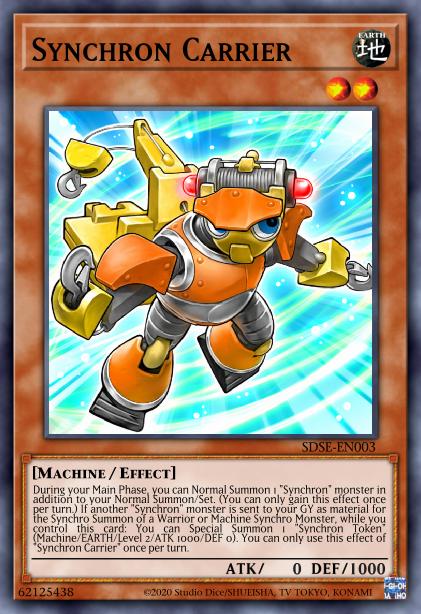 SYNCHRON CARRIER
EARTH
地
SDSE-EN003
[MACHINE / EFFECT]
During your Main Phase, you can Normal Summon 1 "Synchron" monster in
addition to your Normal Summon/Set. (You can only gain this effect once
per turn.) If another "Synchron" monster is sent to your GY as material for
the Synchro Summon of a Warrior or Machine Synchro Monster, while you
control this card: You can Special Summon 1 "Synchron Token"
(Machine/EARTH/Level 2/ATK 1000/DEF 0). You can only use this effect of
"Synchron Carrier" once per turn.
ATK/ 0 DEF/1000
62125438
©2020 Studio Dice/SHUEISHA, TV TOKYO, KONAMI